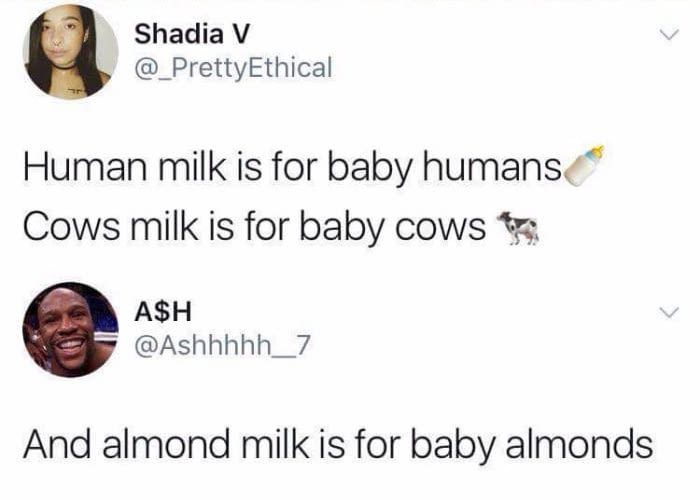 Shadia V
@_PrettyEthical
Human milk is for baby humans🍼
Cows milk is for baby cows 🐄
A$H
@Ashhhhhh__7
And almond milk is for baby almonds